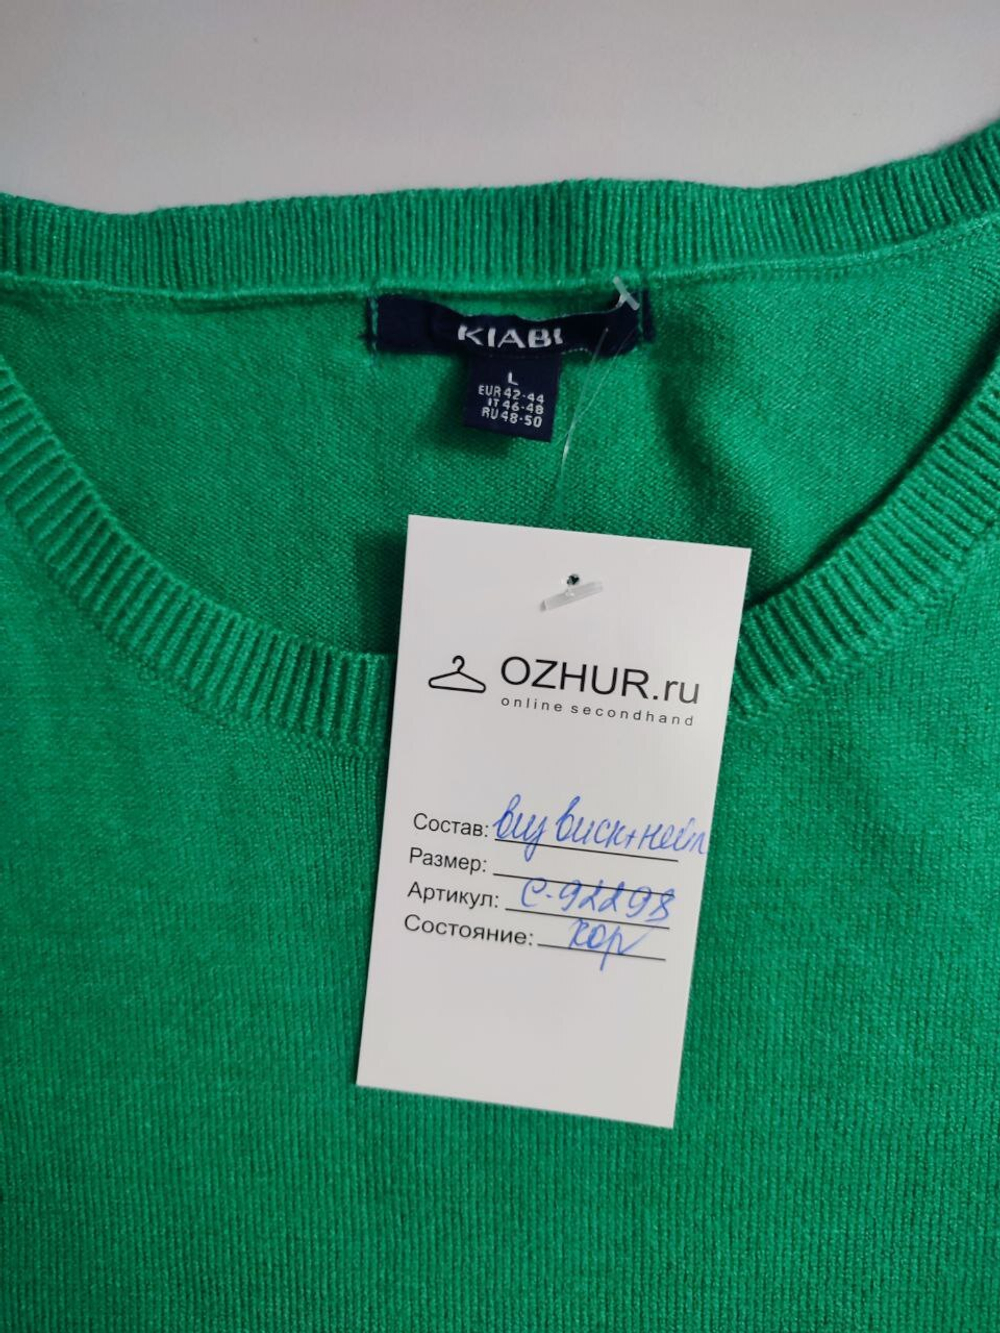 KIABI
L
EUR 42-44
IT 46-48
RU 48-50
OZHUR.ru
online secondhand
Состав: виск+нейл
Размер:
Артикул: С-92298
Состояние: хор